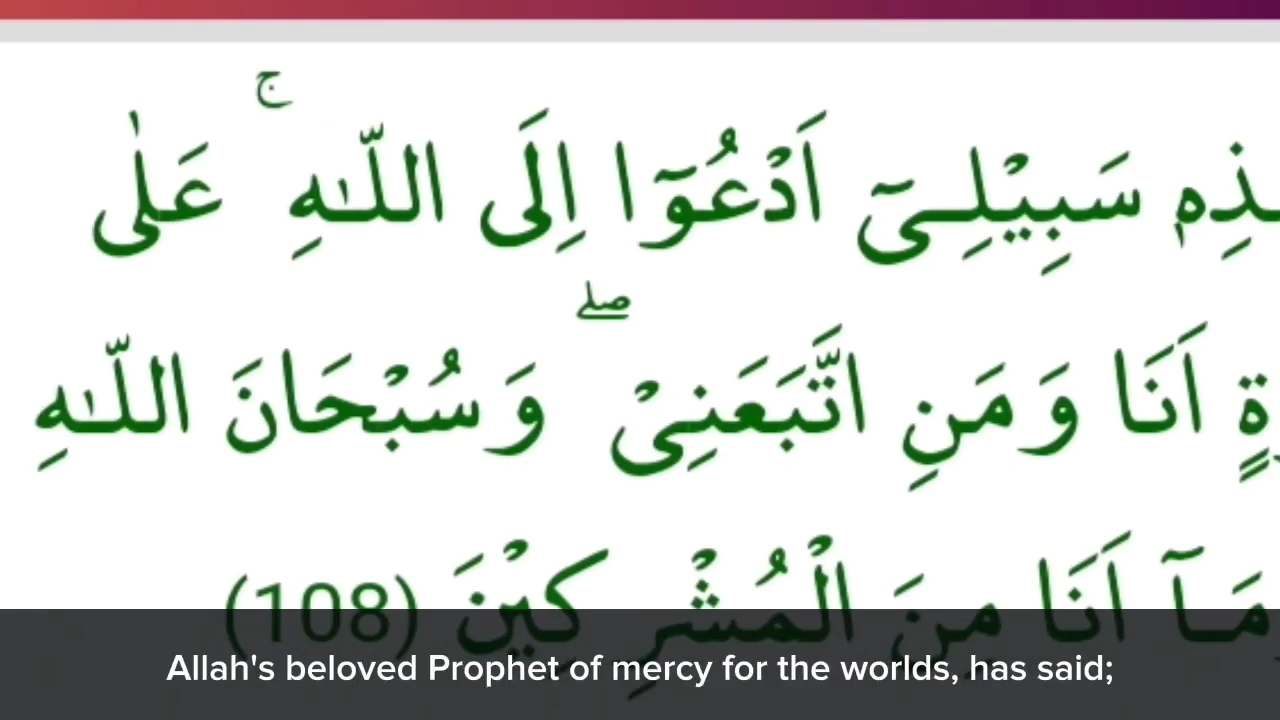 سَبِيْلِىٓ اَدْعُوْٓا اِلَى اللّٰهِ ۚ عَلٰى
اَنَا وَمَنِ اتَّبَعَنِىْ ۖ وَسُبْحَانَ اللّٰهِ
اَنَا مِنَ الْمُشْرِكِيْنَ (108)
Allah's beloved Prophet of mercy for the worlds, has said;